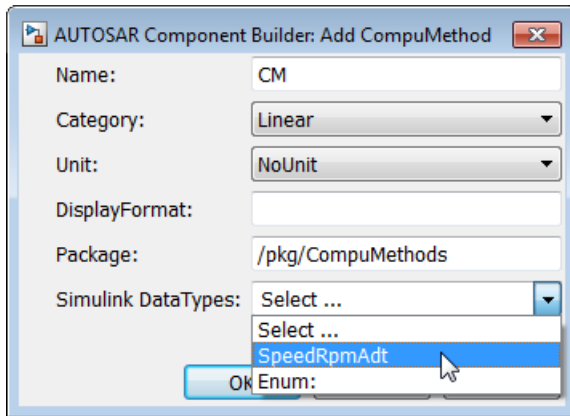 AUTOSAR Component Builder: Add CompuMethod
Name: CM
Category: Linear
Unit: NoUnit
DisplayFormat:
Package: /pkg/CompuMethods
Simulink DataTypes: Select ...
Select ...
SpeedRpmAdt
Enum: